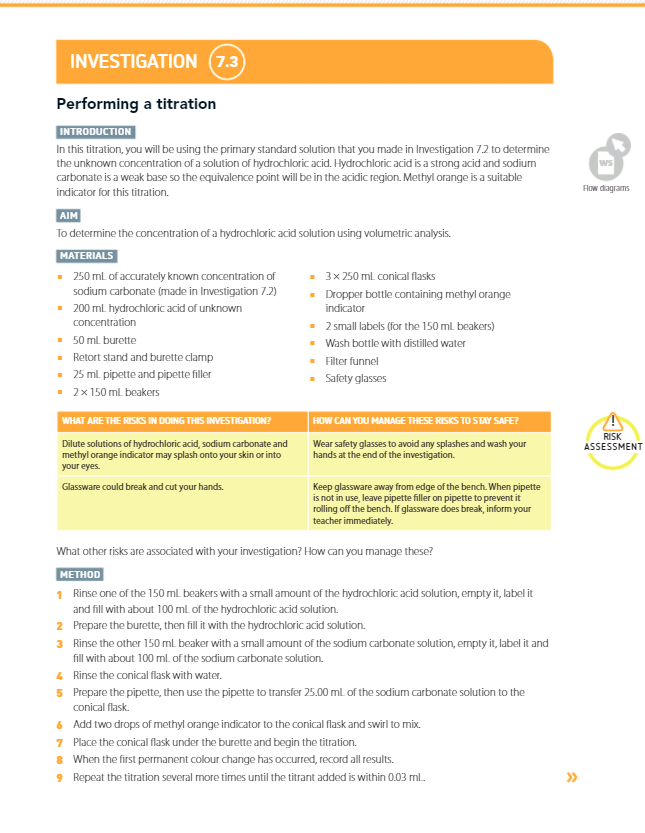 INVESTIGATION 7.3
Performing a titration
INTRODUCTION
In this titration, you will be using the primary standard solution that you made in Investigation 7.2 to determine
the unknown concentration of a solution of hydrochloric acid. Hydrochloric acid is a strong acid and sodium
carbonate is a weak base so the equivalence point will be in the acidic region. Methyl orange is a suitable
indicator for this titration.
WS
Flow diagrams
AIM
To determine the concentration of a hydrochloric acid solution using volumetric analysis.
MATERIALS
▪ 250 mL of accurately known concentration of
sodium carbonate (made in Investigation 7.2)
▪ 200 mL hydrochloric acid of unknown
concentration
▪ 50 mL burette
▪ Retort stand and burette clamp
▪ 25 mL pipette and pipette filler
▪ 2 × 150 mL beakers
▪ 3 × 250 mL conical flasks
▪ Dropper bottle containing methyl orange
indicator
▪ 2 small labels (for the 150 mL beakers)
▪ Wash bottle with distilled water
▪ Filter funnel
▪ Safety glasses
WHAT ARE THE RISKS IN DOING THIS INVESTIGATION?
HOW CAN YOU MANAGE THESE RISKS TO STAY SAFE?
Dilute solutions of hydrochloric acid, sodium carbonate and
methyl orange indicator may splash onto your skin or into
your eyes.
Wear safety glasses to avoid any splashes and wash your
hands at the end of the investigation.
Glassware could break and cut your hands.
Keep glassware away from edge of the bench. When pipette
is not in use, leave pipette filler on pipette to prevent it
rolling off the bench. If glassware does break, inform your
teacher immediately.
!
RISK
ASSESSMENT
What other risks are associated with your investigation? How can you manage these?
METHOD
1 Rinse one of the 150 mL beakers with a small amount of the hydrochloric acid solution, empty it, label it
and fill with about 100 mL of the hydrochloric acid solution.
2 Prepare the burette, then fill it with the hydrochloric acid solution.
3 Rinse the other 150 mL beaker with a small amount of the sodium carbonate solution, empty it, label it and
fill with about 100 mL of the sodium carbonate solution.
4 Rinse the conical flask with water.
5 Prepare the pipette, then use the pipette to transfer 25.00 mL of the sodium carbonate solution to the
conical flask.
6 Add two drops of methyl orange indicator to the conical flask and swirl to mix.
7 Place the conical flask under the burette and begin the titration.
8 When the first permanent colour change has occurred, record all results.
9 Repeat the titration several more times until the titrant added is within 0.03 mL..
»